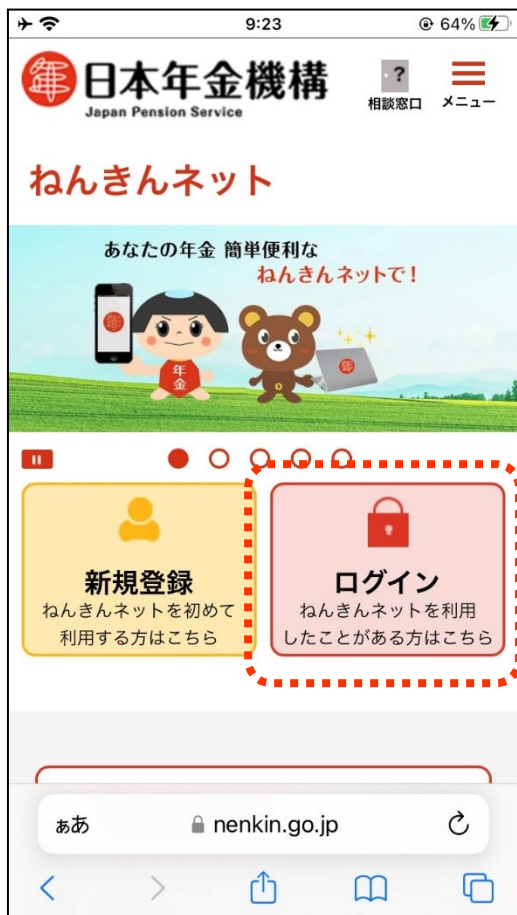 9:23
64%
年
日本年金機構
Japan Pension Service
?
相談窓口
メニュー
ねんきんネット
あなたの年金 簡単便利な
ねんきんネットで!
年
年金
年
新規登録
ねんきんネットを初めて
利用する方はこちら
ログイン
ねんきんネットを利用
したことがある方はこちら
ぁあ
nenkin.go.jp